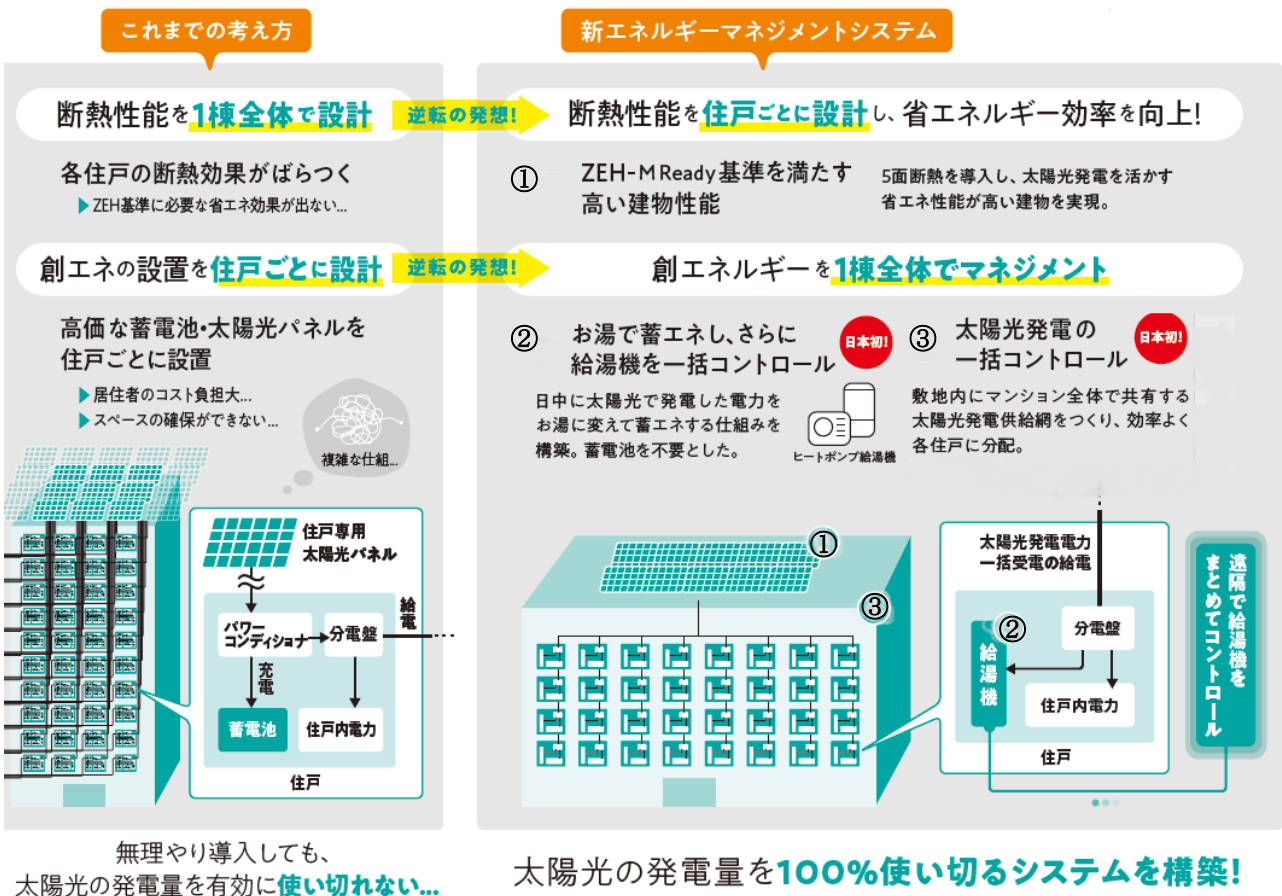 これまでの考え方
断熱性能を1棟全体で設計
各住戸の断熱効果がばらつく
▶ZEH基準に必要な省エネ効果が出ない...
創エネの設置を住戸ごとに設計
高価な蓄電池・太陽光パネルを
住戸ごとに設置
▶居住者のコスト負担大...
▶スペースの確保ができない...
複雑な仕組...
住戸専用
太陽光パネル
パワー
コンディショナ
分電盤
給電
充電
蓄電池
住戸内電力
住戸
無理やり導入しても、
太陽光の発電量を有効に使い切れない...
逆転の発想!
逆転の発想!
新エネルギーマネジメントシステム
断熱性能を住戸ごとに設計し、省エネルギー効率を向上!
①
ZEH-M Ready基準を満たす
高い建物性能
5面断熱を導入し、太陽光発電を活かす
省エネ性能が高い建物を実現。
創エネルギーを1棟全体でマネジメント
②
お湯で蓄エネし、さらに
給湯機を一括コントロール
日本初!
日中に太陽光で発電した電力を
お湯に変えて蓄エネする仕組みを
構築。蓄電池を不要とした。
ヒートポンプ給湯機
③
太陽光発電の
一括コントロール
日本初!
敷地内にマンション全体で共有する
太陽光発電供給網をつくり、効率よく
各住戸に分配。
①
③
太陽光発電電力
一括受電の給電
②
給湯機
分電盤
住戸内電力
住戸
遠隔で給湯機を
まとめてコントロール
太陽光の発電量を100%使い切るシステムを構築!